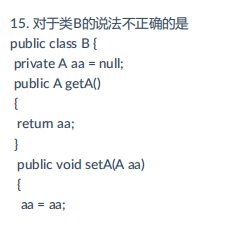 15. 对于类B的说法不正确的是
public class B {
private A aa = null;
public A getA()
{
return aa;
}
public void setA(A aa)
{
aa = aa;